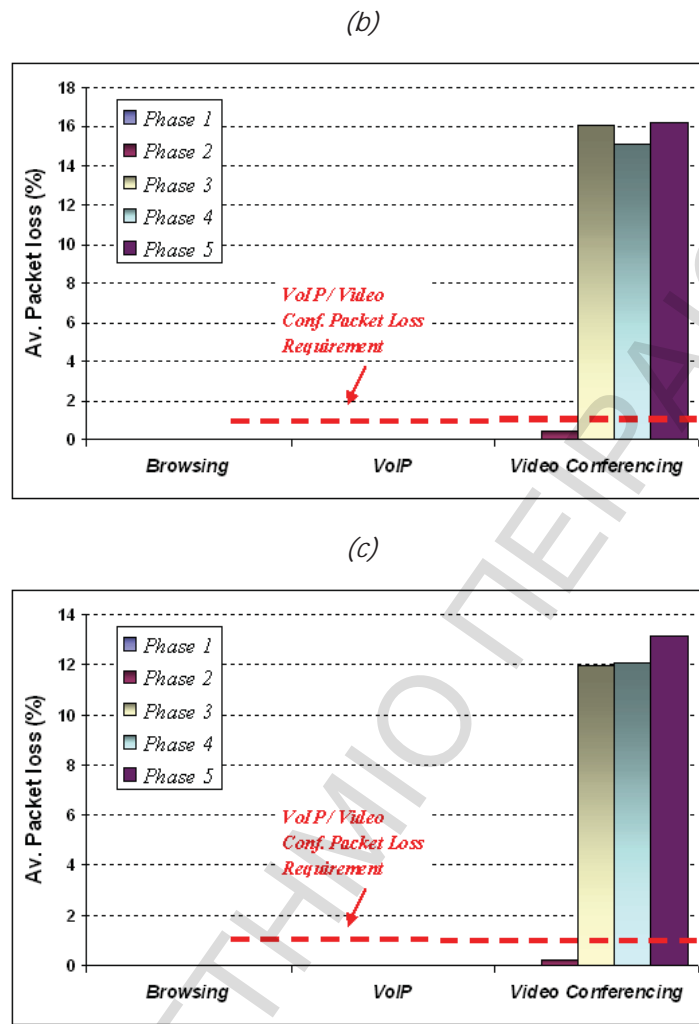 (b)
18
16
14
12
10
8
6
4
2
0
Av. Packet loss (%)
Phase 1
Phase 2
Phase 3
Phase 4
Phase 5
VoIP / Video
Conf. Packet Loss
Requirement
Browsing VoIP Video Conferencing
(c)
14
12
10
8
6
4
2
0
Av. Packet loss (%)
Phase 1
Phase 2
Phase 3
Phase 4
Phase 5
VoIP / Video
Conf. Packet Loss
Requirement
Browsing VoIP Video Conferencing